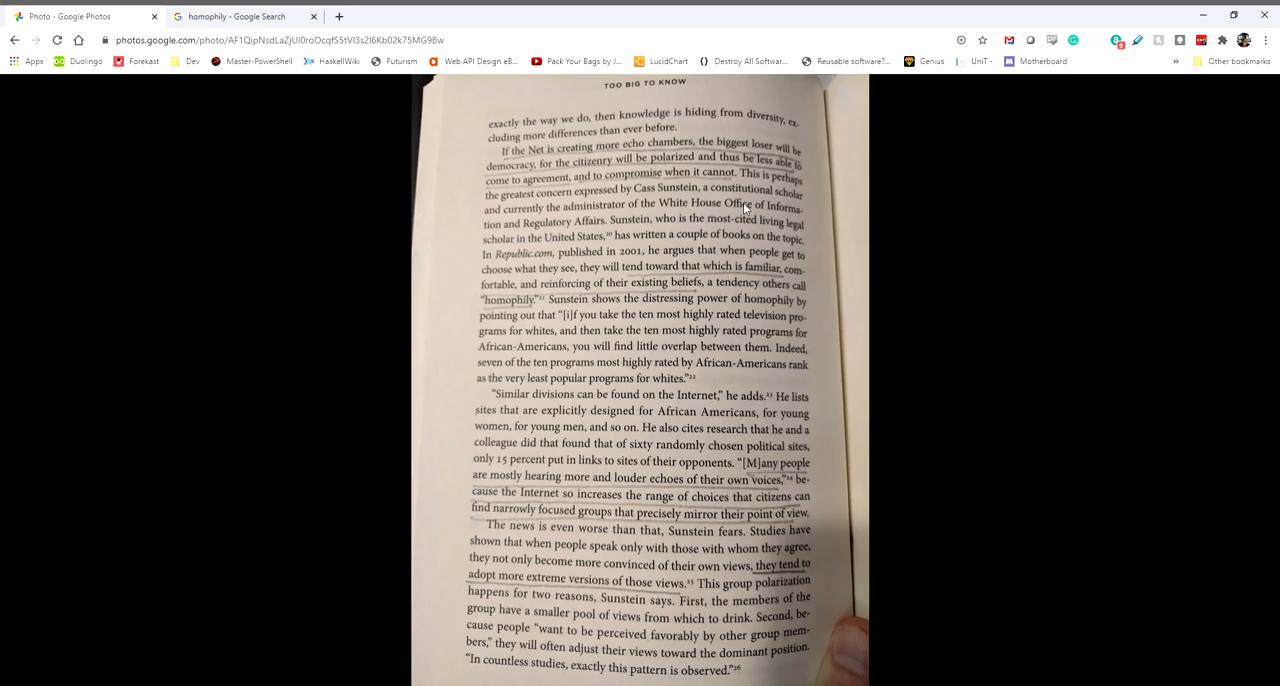 Photo - Google Photos
homophily - Google Search
photos.google.com/photo/AF1QipNsdLaZjUI0roOcqfS5tVI3s2I6Kb02k75MG9Bw
Apps Duolingo Forekast Dev Master-PowerShell HaskellWiki Futurism Web API Design eB... Pack Your Bags by J... LucidChart Destroy All Softwar... Reusable software?... Genius UniT - Motherboard » Other bookmarks
TOO BIG TO KNOW
exactly the way we do, then knowledge is hiding from diversity, ex-
cluding more differences than ever before.
If the Net is creating more echo chambers, the biggest loser will be
democracy, for the citizenry will be polarized and thus be less able to
come to agreement, and to compromise when it cannot. This is perhaps
the greatest concern expressed by Cass Sunstein, a constitutional scholar
and currently the administrator of the White House Office of Informa-
tion and Regulatory Affairs. Sunstein, who is the most-cited living legal
scholar in the United States,20 has written a couple of books on the topic.
In Republic.com, published in 2001, he argues that when people get to
choose what they see, they will tend toward that which is familiar, com-
fortable, and reinforcing of their existing beliefs, a tendency others call
“homophily.”21 Sunstein shows the distressing power of homophily by
pointing out that “[i]f you take the ten most highly rated television pro-
grams for whites, and then take the ten most highly rated programs for
African-Americans, you will find little overlap between them. Indeed,
seven of the ten programs most highly rated by African-Americans rank
as the very least popular programs for whites.”22
“Similar divisions can be found on the Internet,” he adds.23 He lists
sites that are explicitly designed for African Americans, for young
women, for young men, and so on. He also cites research that he and a
colleague did that found that of sixty randomly chosen political sites,
only 15 percent put in links to sites of their opponents. “[M]any people
are mostly hearing more and louder echoes of their own voices,”24 be-
cause the Internet so increases the range of choices that citizens can
find narrowly focused groups that precisely mirror their point of view.
The news is even worse than that, Sunstein fears. Studies have
shown that when people speak only with those with whom they agree,
they not only become more convinced of their own views, they tend to
adopt more extreme versions of those views.25 This group polarization
happens for two reasons, Sunstein says. First, the members of the
group have a smaller pool of views from which to drink. Second, be-
cause people “want to be perceived favorably by other group mem-
bers,” they will often adjust their views toward the dominant position.
“In countless studies, exactly this pattern is observed.”26